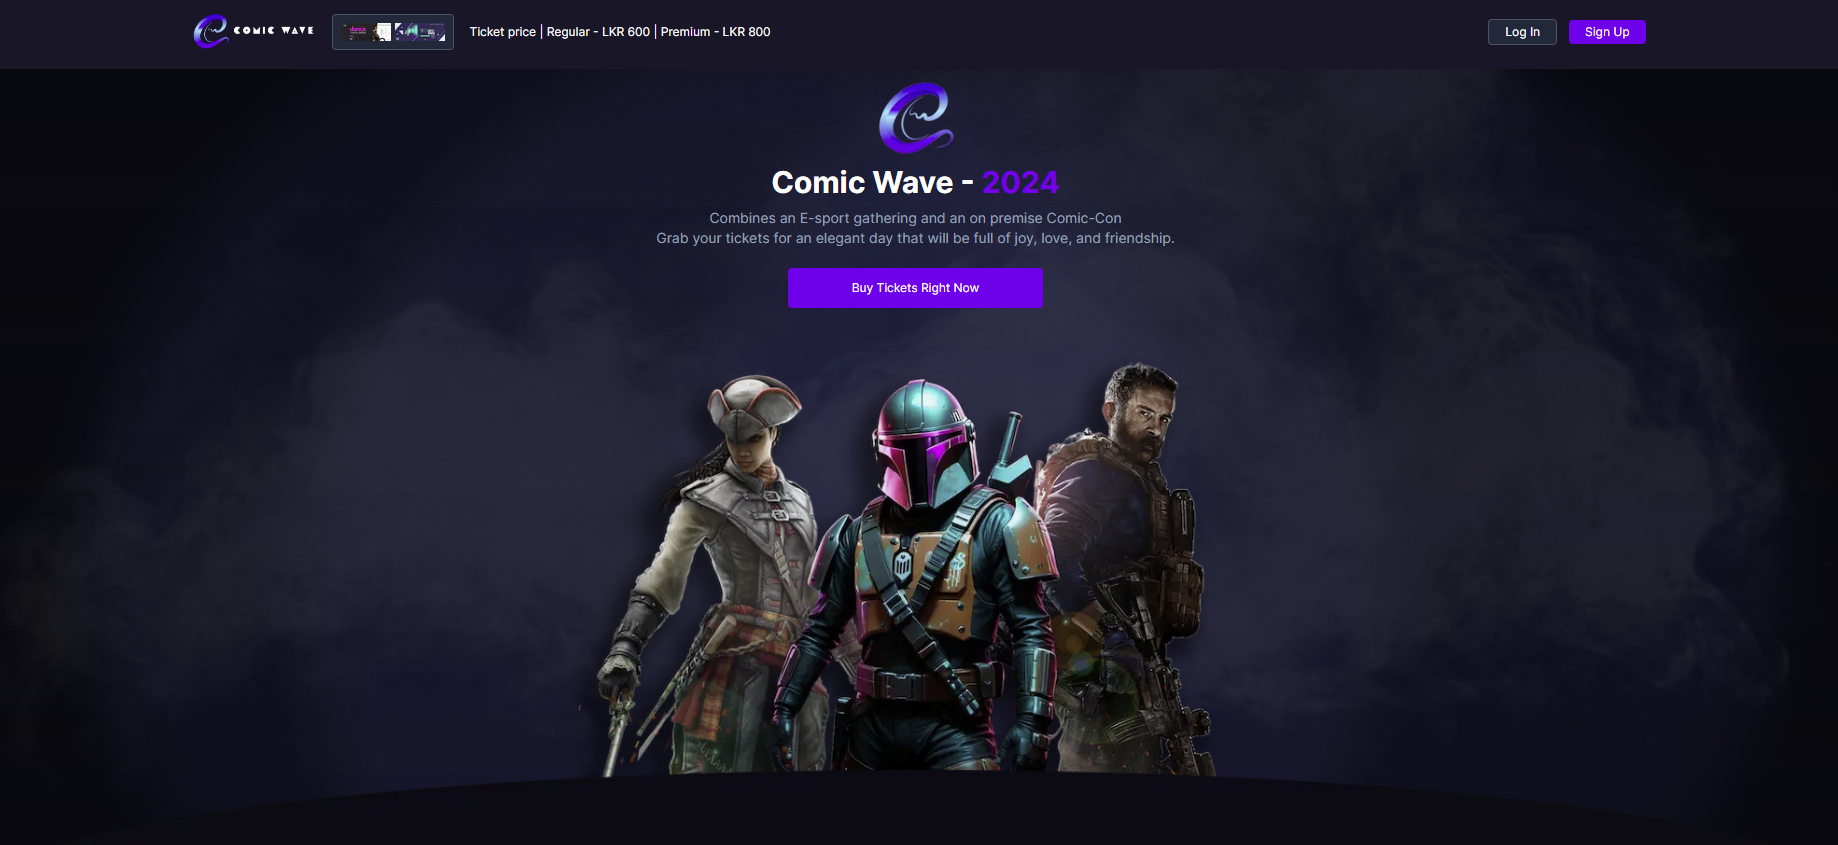 COMIC WAVE
Ticket price | Regular - LKR 600 | Premium - LKR 800
Log In
Sign Up
Comic Wave - 2024
Combines an E-sport gathering and an on premise Comic-Con
Grab your tickets for an elegant day that will be full of joy, love, and friendship.
Buy Tickets Right Now